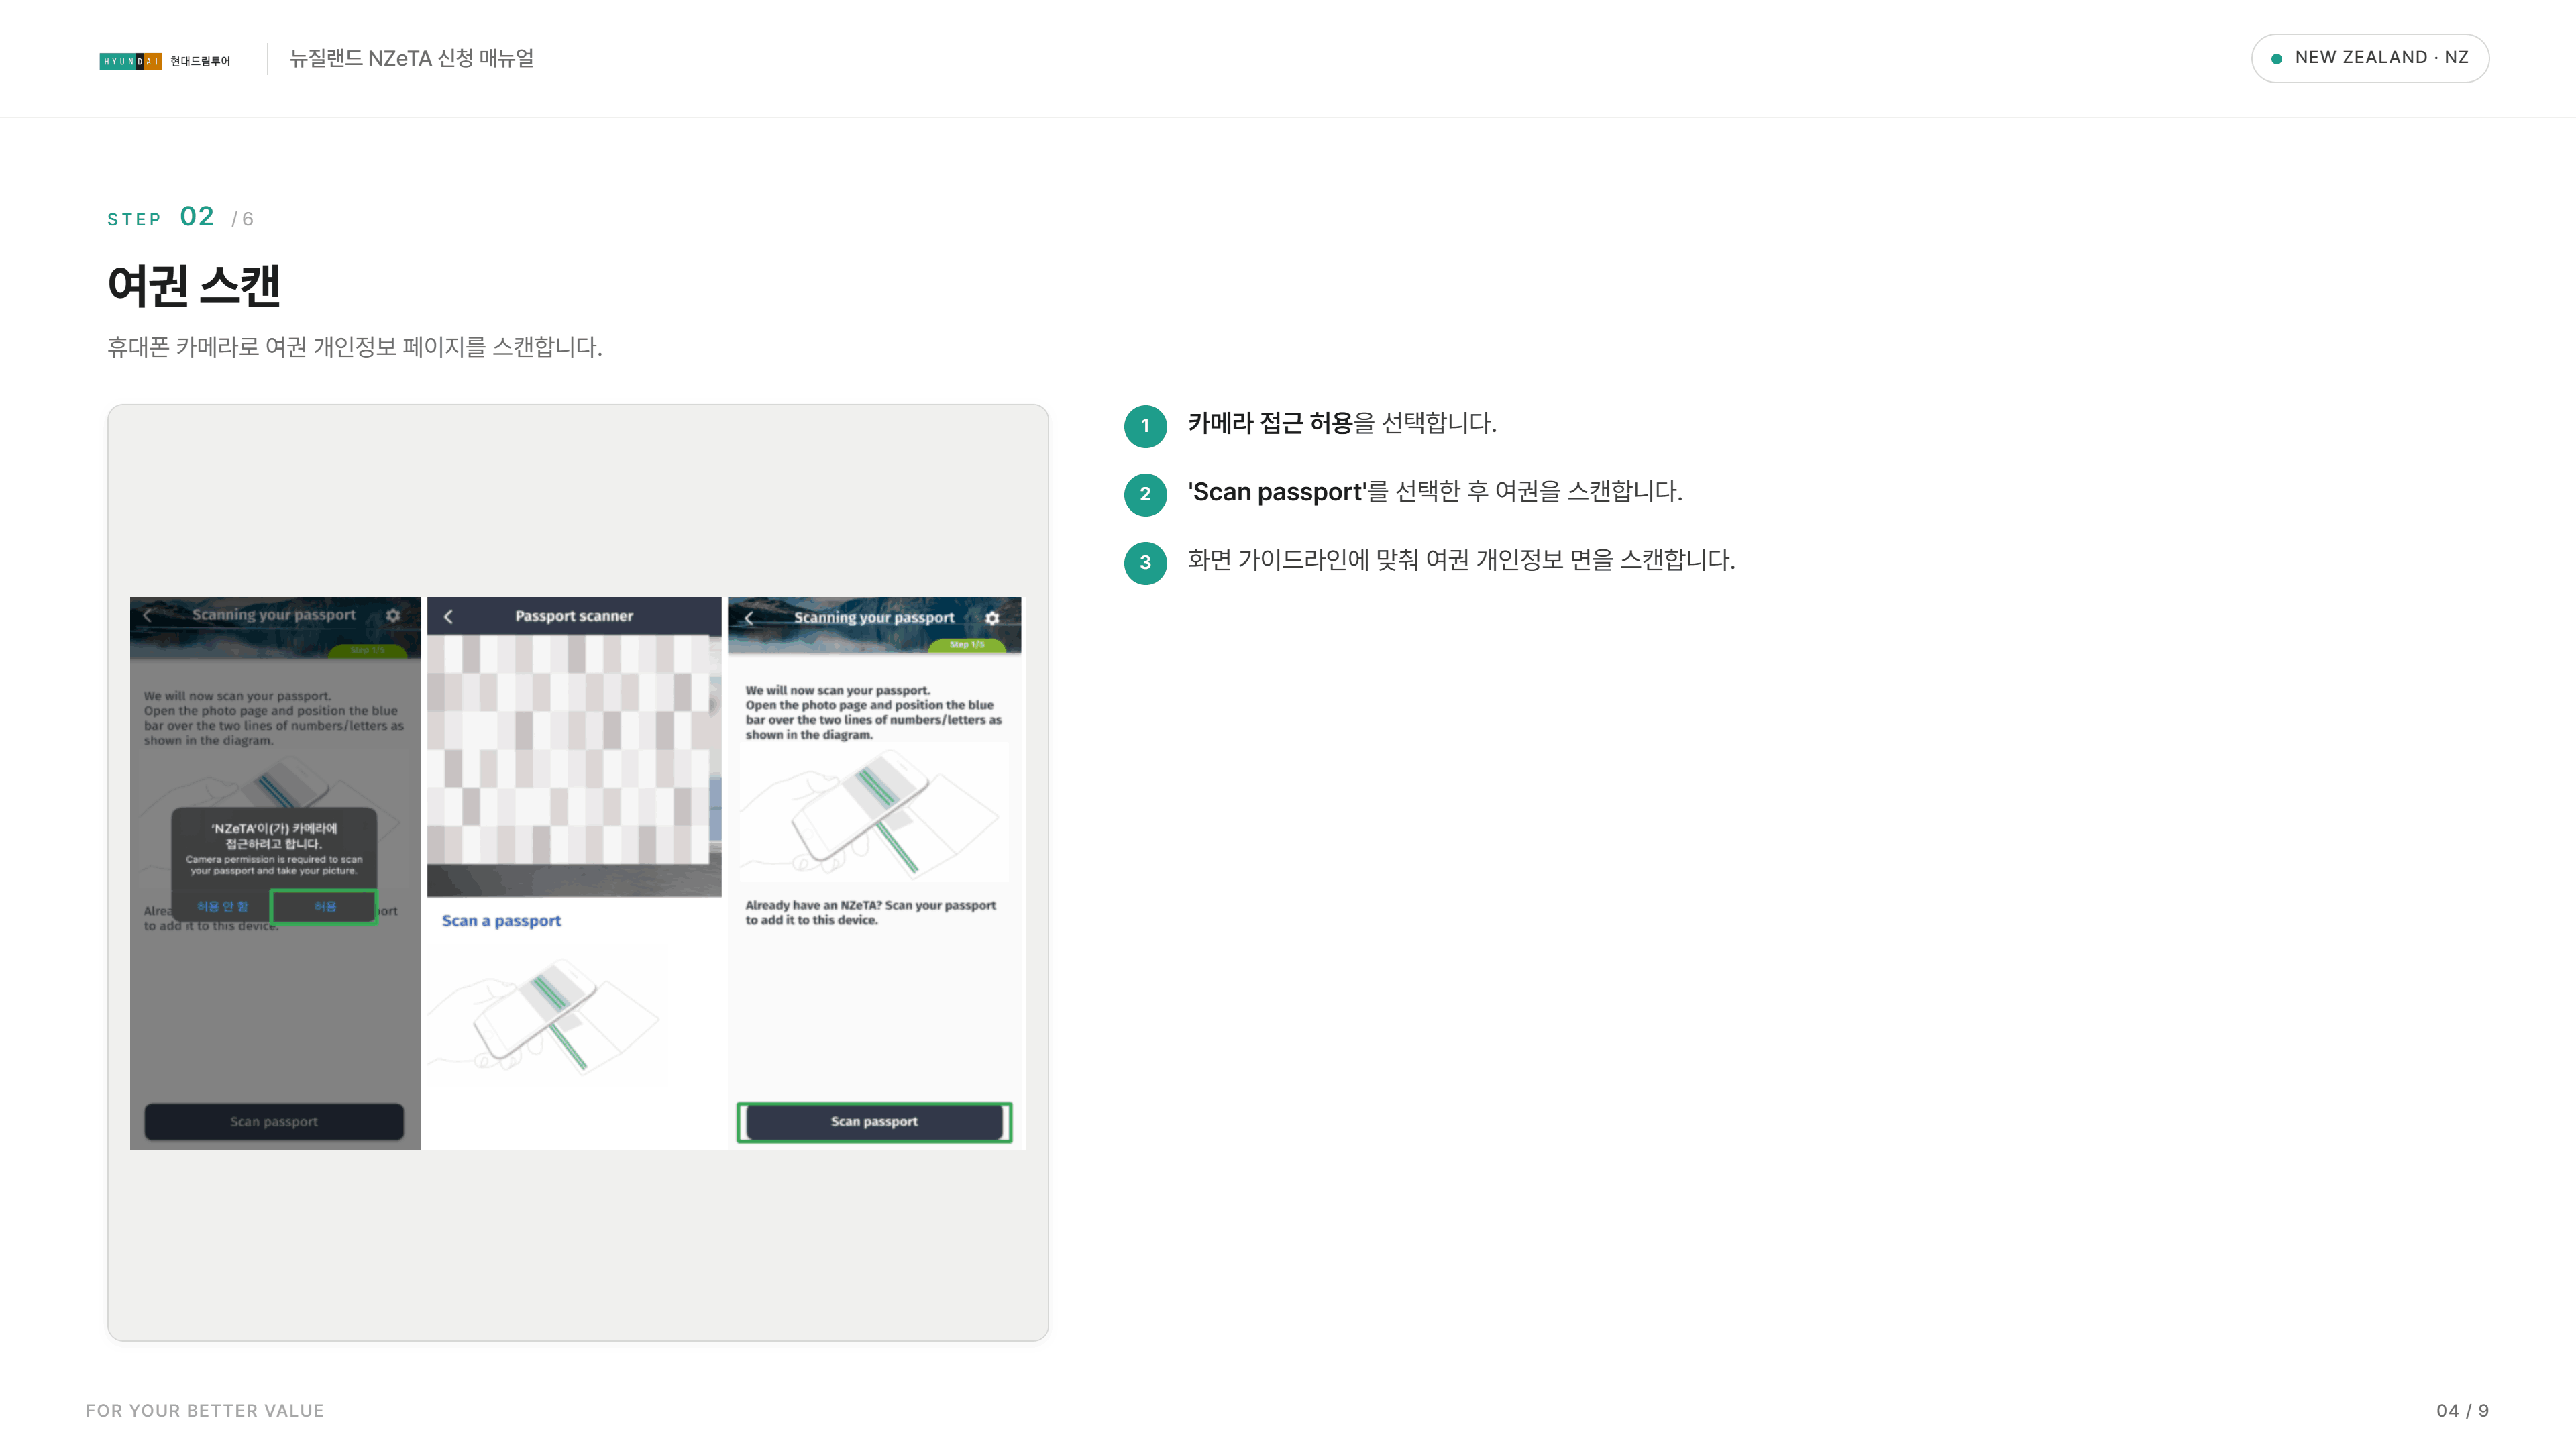 HYUNDAI 현대드림투어
뉴질랜드 NZeTA 신청 매뉴얼
NEW ZEALAND · NZ
STEP 02 / 6
여권 스캔
휴대폰 카메라로 여권 개인정보 페이지를 스캔합니다.
Scanning your passport
Step 1/5
We will now scan your passport.
Open the photo page and position the blue
bar over the two lines of numbers/letters as
shown in the diagram.
'NZeTA'이(가) 카메라에
접근하려고 합니다.
Camera permission is required to scan
your passport and take your picture.
허용 안 함
허용
Alrea
port
to add it to this device.
Scan passport
Passport scanner
Scan a passport
Scanning your passport
Step 1/5
We will now scan your passport.
Open the photo page and position the blue
bar over the two lines of numbers/letters as
shown in the diagram.
Already have an NZeTA? Scan your passport
to add it to this device.
Scan passport
1 카메라 접근 허용을 선택합니다.
2 'Scan passport'를 선택한 후 여권을 스캔합니다.
3 화면 가이드라인에 맞춰 여권 개인정보 면을 스캔합니다.
FOR YOUR BETTER VALUE
04 / 9